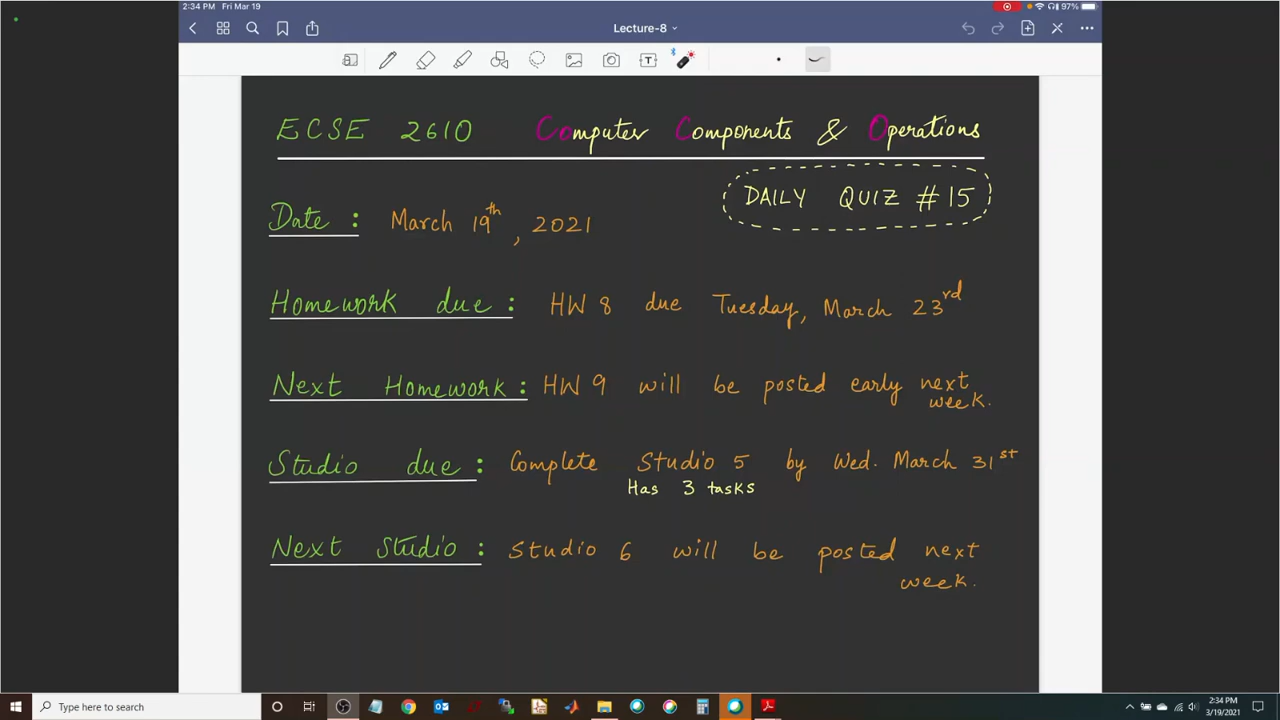 2:34 PM Fri Mar 19
97%
Lecture-8
ECSE 2610 Computer Components & Operations
DAILY QUIZ #15
Date : March 19th, 2021
Homework due : HW 8 due Tuesday, March 23rd
Next Homework : HW 9 will be posted early next
week.
Studio due : Complete Studio 5 by Wed. March 31st
Has 3 tasks
Next Studio : Studio 6 will be posted next
week.
Type here to search
2:34 PM
3/19/2021